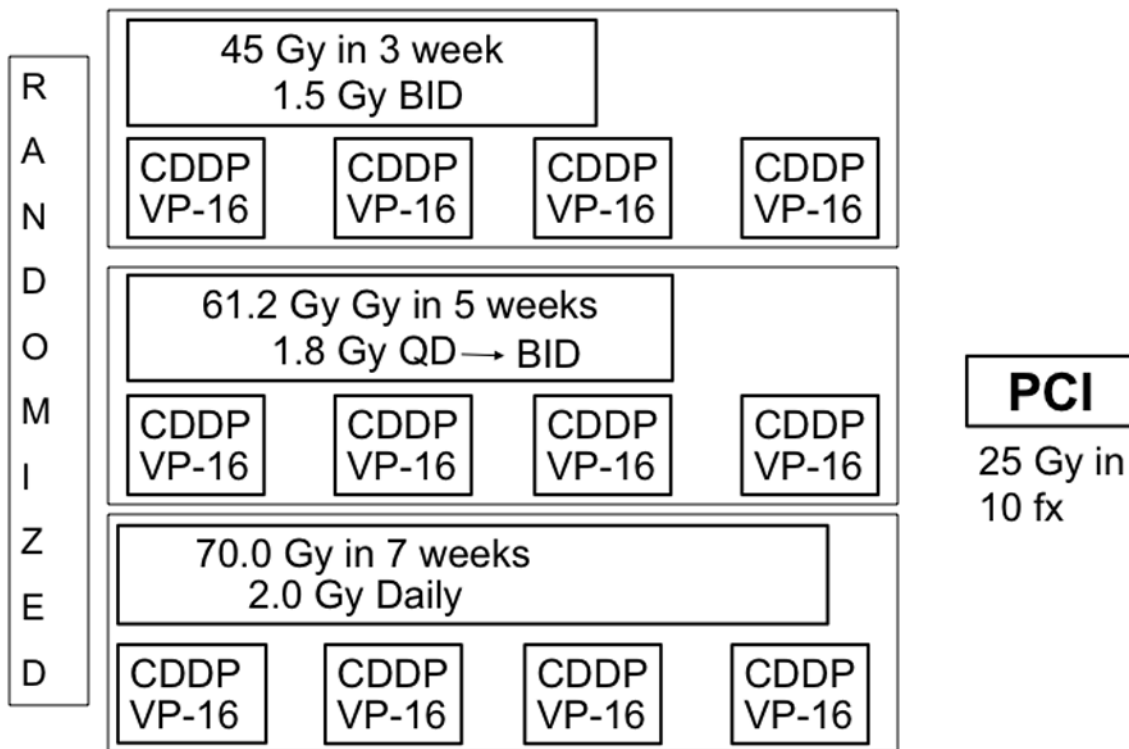 RANDOMIZED
45 Gy in 3 week
1.5 Gy BID
CDDP
VP-16
CDDP
VP-16
CDDP
VP-16
CDDP
VP-16
61.2 Gy Gy in 5 weeks
1.8 Gy QD → BID
CDDP
VP-16
CDDP
VP-16
CDDP
VP-16
CDDP
VP-16
70.0 Gy in 7 weeks
2.0 Gy Daily
CDDP
VP-16
CDDP
VP-16
CDDP
VP-16
CDDP
VP-16
PCI
25 Gy in
10 fx